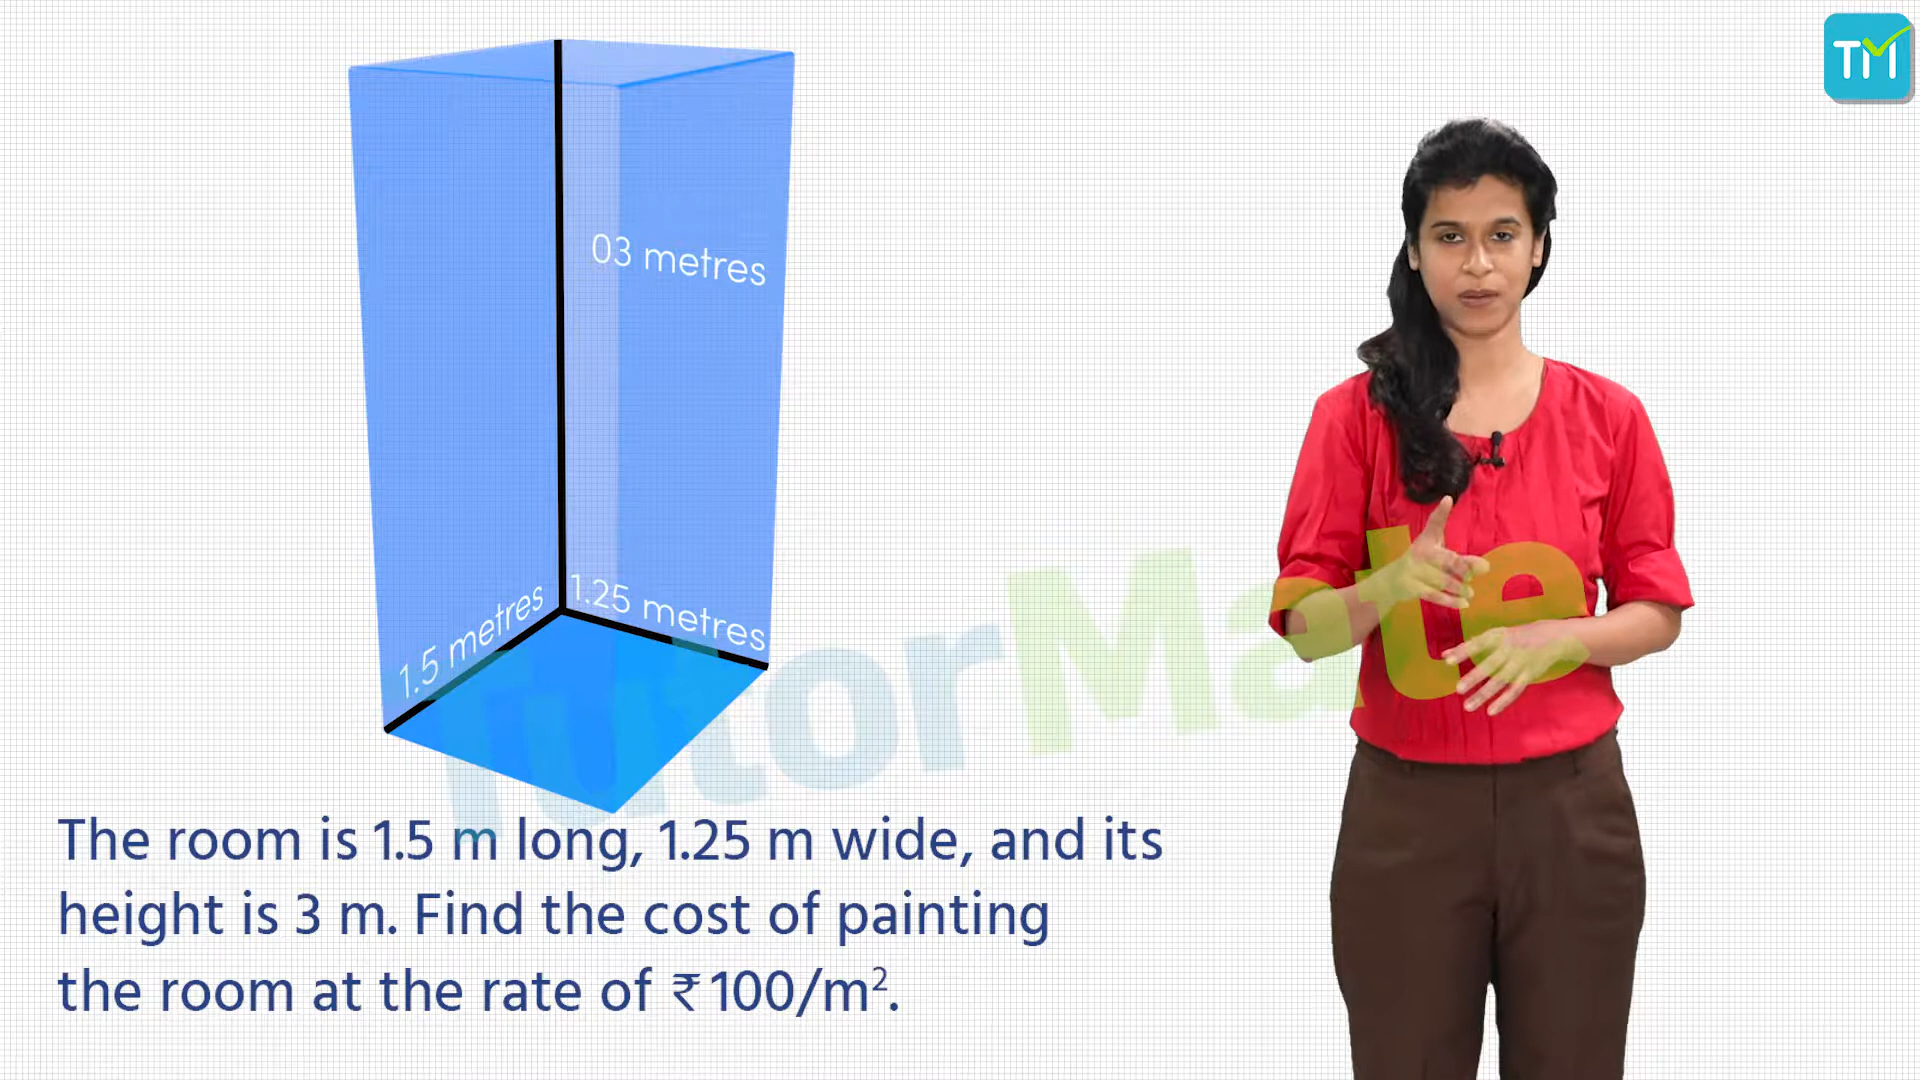 TM
03 metres
1.5 metres
1.25 metres
TutorMate
The room is 1.5 m long, 1.25 m wide, and its
height is 3 m. Find the cost of painting
the room at the rate of ₹100/m².